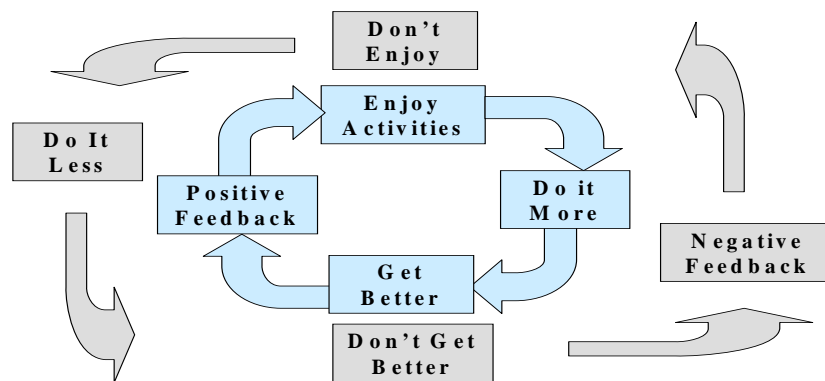 Don't
Enjoy
Enjoy
Activities
Do It
Less
Positive
Feedback
Do it
More
Negative
Feedback
Get
Better
Don't Get
Better